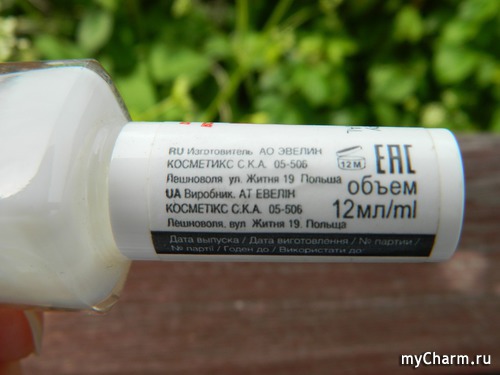 RU Изготовитель АО ЭВЕЛИН
КОСМЕТИКС С.К.А. 05-506
Лешноволя ул. Житня 19 Польша
UA Виробник. АТ ЕВЕЛІН
КОСМЕТІКС С.К.А. 05-506
Лешноволя, вул Житня 19. Польща
Дата выпуска / Дата виготовлення / № партии /
№ партії / Годен до / Використати до
12 M
EAC
объем
12мл/ml
myCharm.ru